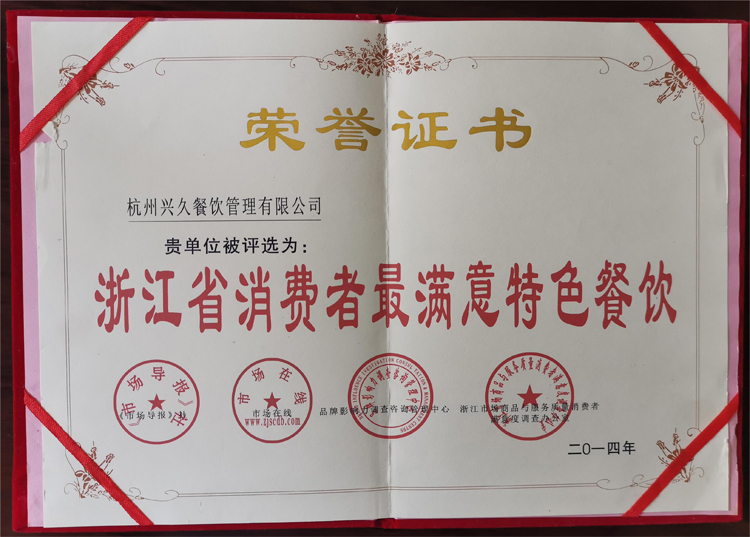 荣誉证书
杭州兴久餐饮管理有限公司
贵单位被评选为：
浙江省消费者最满意特色餐饮
《市场导报》社
市场在线
www.zjscdb.com
《市场导报》社
市场在线
品牌影响力调查咨询管理中心
浙江市场商品与服务质量消费者
满意度调查办公室
二〇一四年